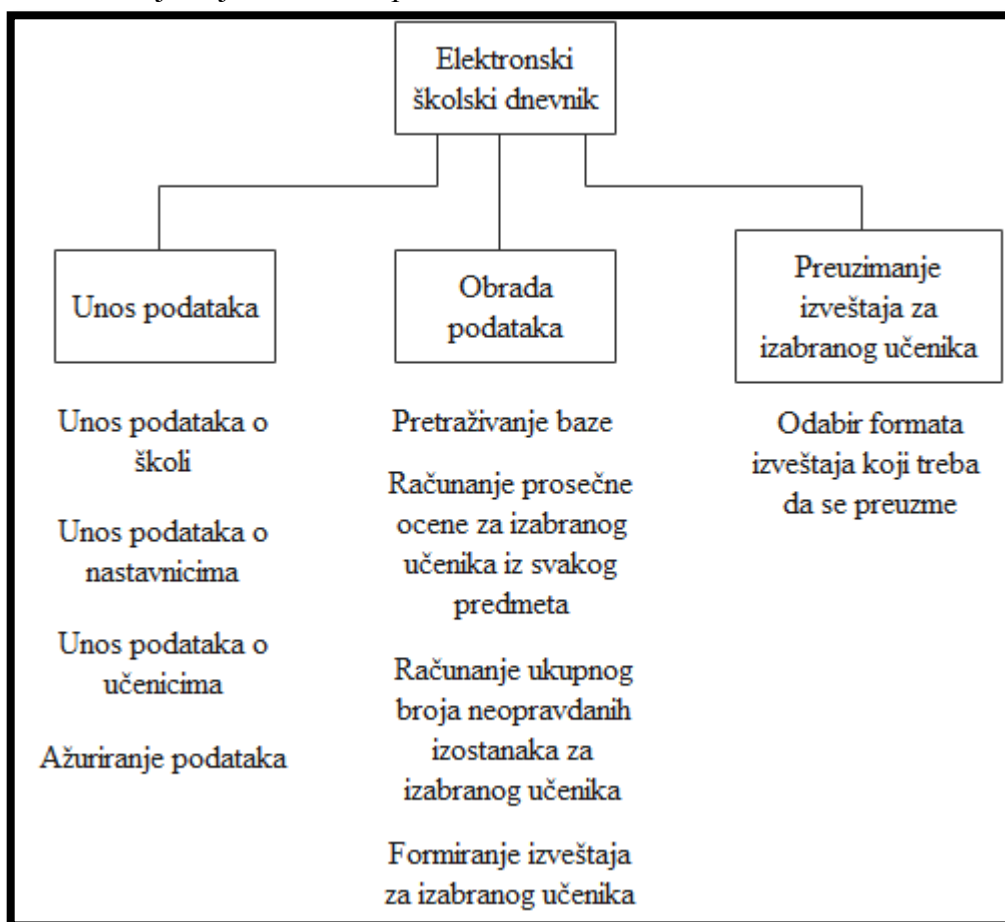 Elektronski
školski dnevnik
Unos podataka
Obrada
podataka
Preuzimanje
izveštaja za
izabranog učenika
Unos podataka o
školi
Unos podataka o
nastavnicima
Unos podataka o
učenicima
Ažuriranje podataka
Pretraživanje baze
Računanje prosečne
ocene za izabranog
učenika iz svakog
predmeta
Računanje ukupnog
broja neopravdanih
izostanaka za
izabranog učenika
Formiranje izveštaja
za izabranog učenika
Odabir formata
izveštaja koji treba
da se preuzme